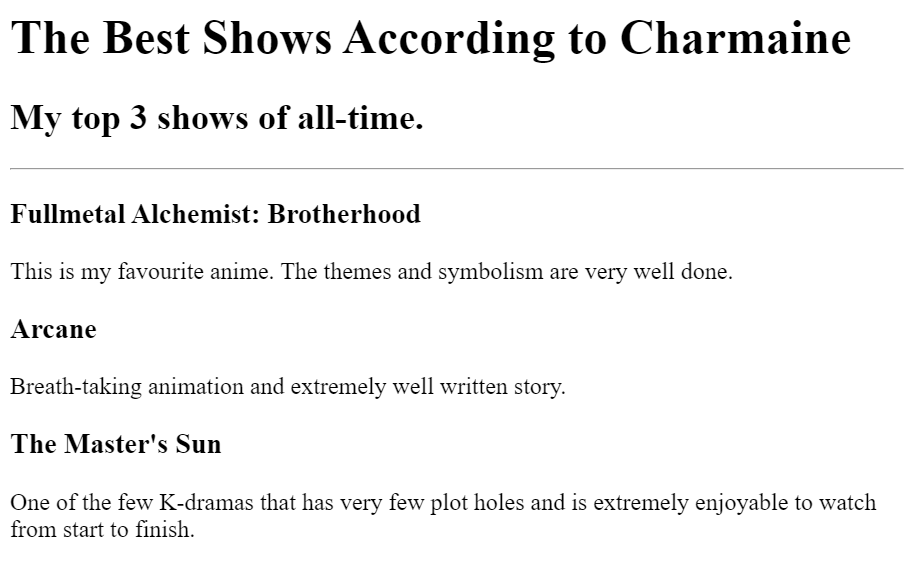 The Best Shows According to Charmaine
My top 3 shows of all-time.
Fullmetal Alchemist: Brotherhood
This is my favourite anime. The themes and symbolism are very well done.
Arcane
Breath-taking animation and extremely well written story.
The Master's Sun
One of the few K-dramas that has very few plot holes and is extremely enjoyable to watch
from start to finish.